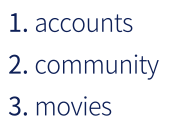 1. accounts
2. community
3. movies